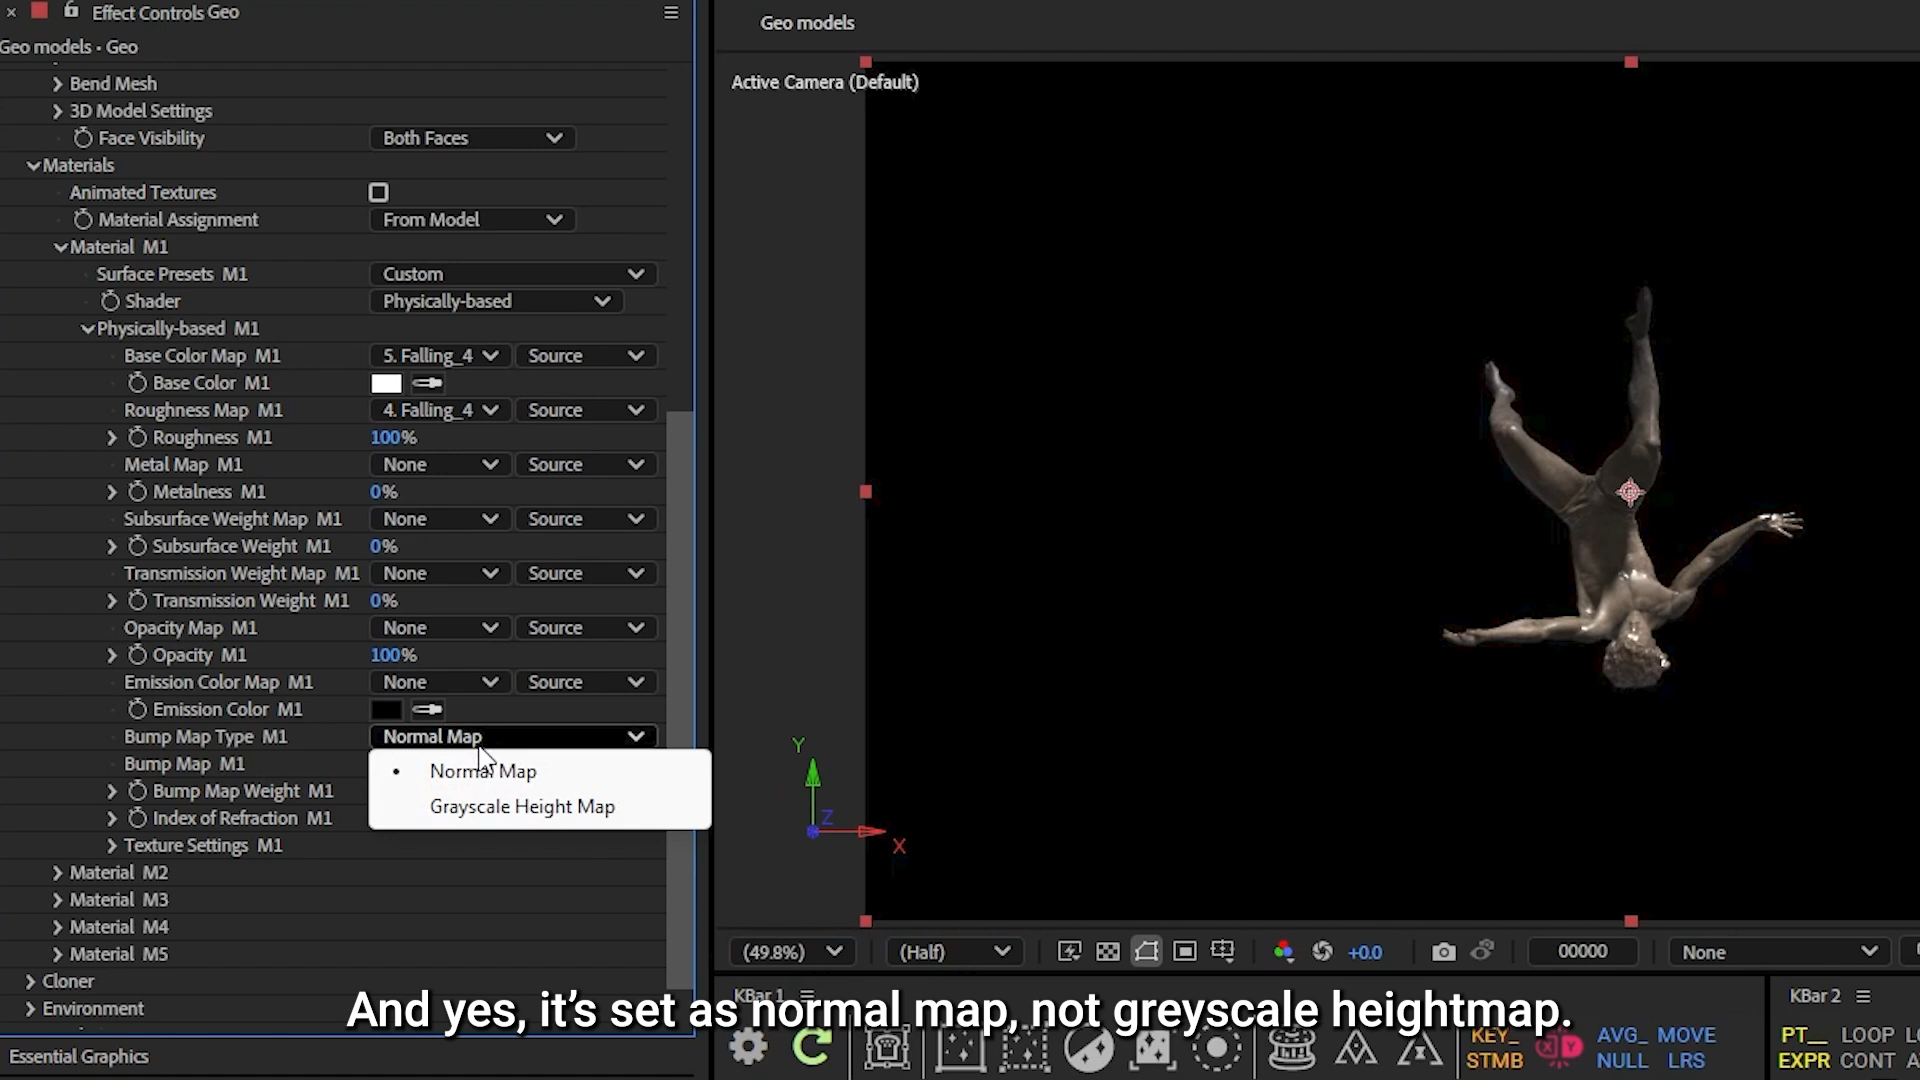 Effect Controls Geo
Geo models • Geo
Bend Mesh
3D Model Settings
Face Visibility Both Faces
Materials
Animated Textures
Material Assignment From Model
Material M1
Surface Presets M1 Custom
Shader Physically-based
Physically-based M1
Base Color Map M1 5. Falling_4 Source
Base Color M1
Roughness Map M1 4. Falling_4 Source
Roughness M1 100%
Metal Map M1 None Source
Metalness M1 0%
Subsurface Weight Map M1 None Source
Subsurface Weight M1 0%
Transmission Weight Map M1 None Source
Transmission Weight M1 0%
Opacity Map M1 None Source
Opacity M1 100%
Emission Color Map M1 None Source
Emission Color M1
Bump Map Type M1 Normal Map
Bump Map M1 Normal Map
Bump Map Weight M1 Grayscale Height Map
Index of Refraction M1
Texture Settings M1
Material M2
Material M3
Material M4
Material M5
Cloner
Environment
Essential Graphics
Geo models
Active Camera (Default)
Y
Z
X
(49.8%) (Half) +0.0 00000 None
KBar 1
KBar 2
And yes, it’s set as normal map, not greyscale heightmap.
KEY_ AVG_ MOVE PT__ LOOP
STMB X Y NULL LRS EXPR CONT